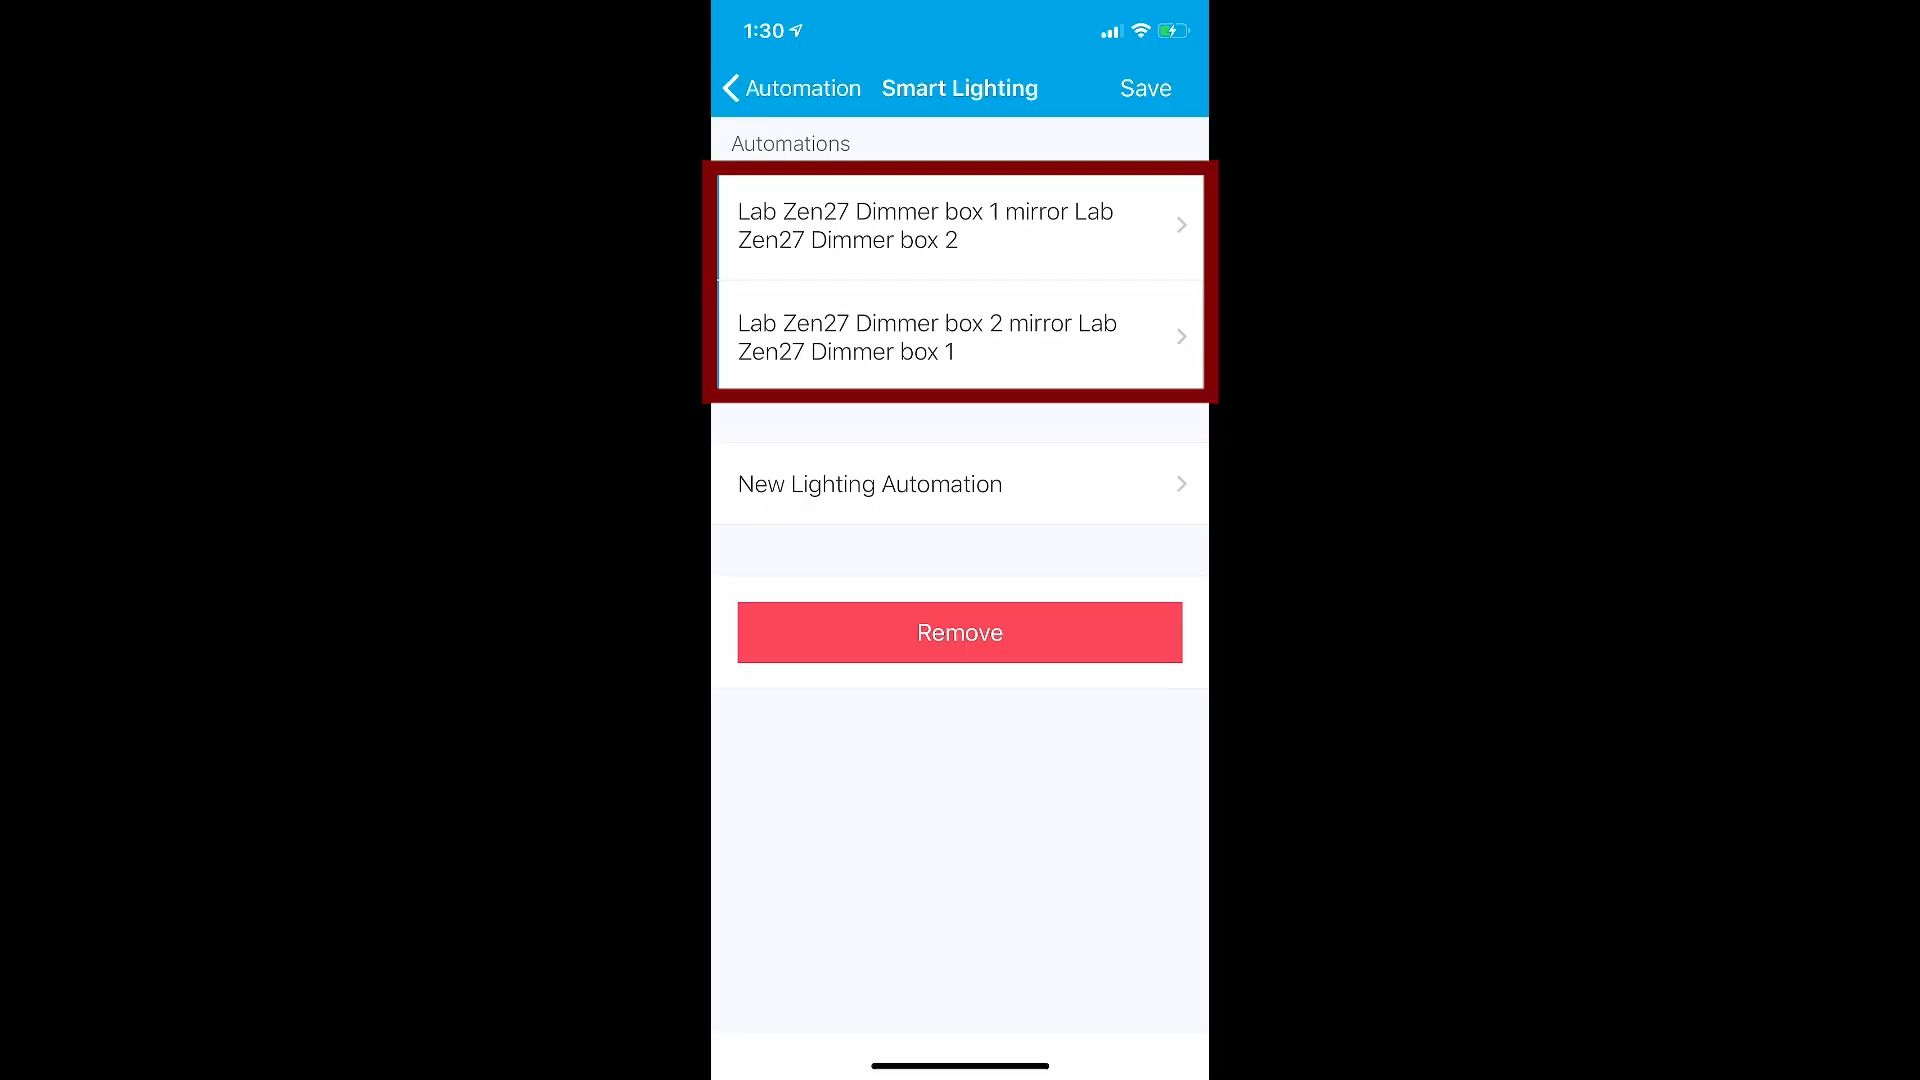 1:30
Automation Smart Lighting Save
Automations
Lab Zen27 Dimmer box 1 mirror Lab
Zen27 Dimmer box 2
Lab Zen27 Dimmer box 2 mirror Lab
Zen27 Dimmer box 1
New Lighting Automation
Remove